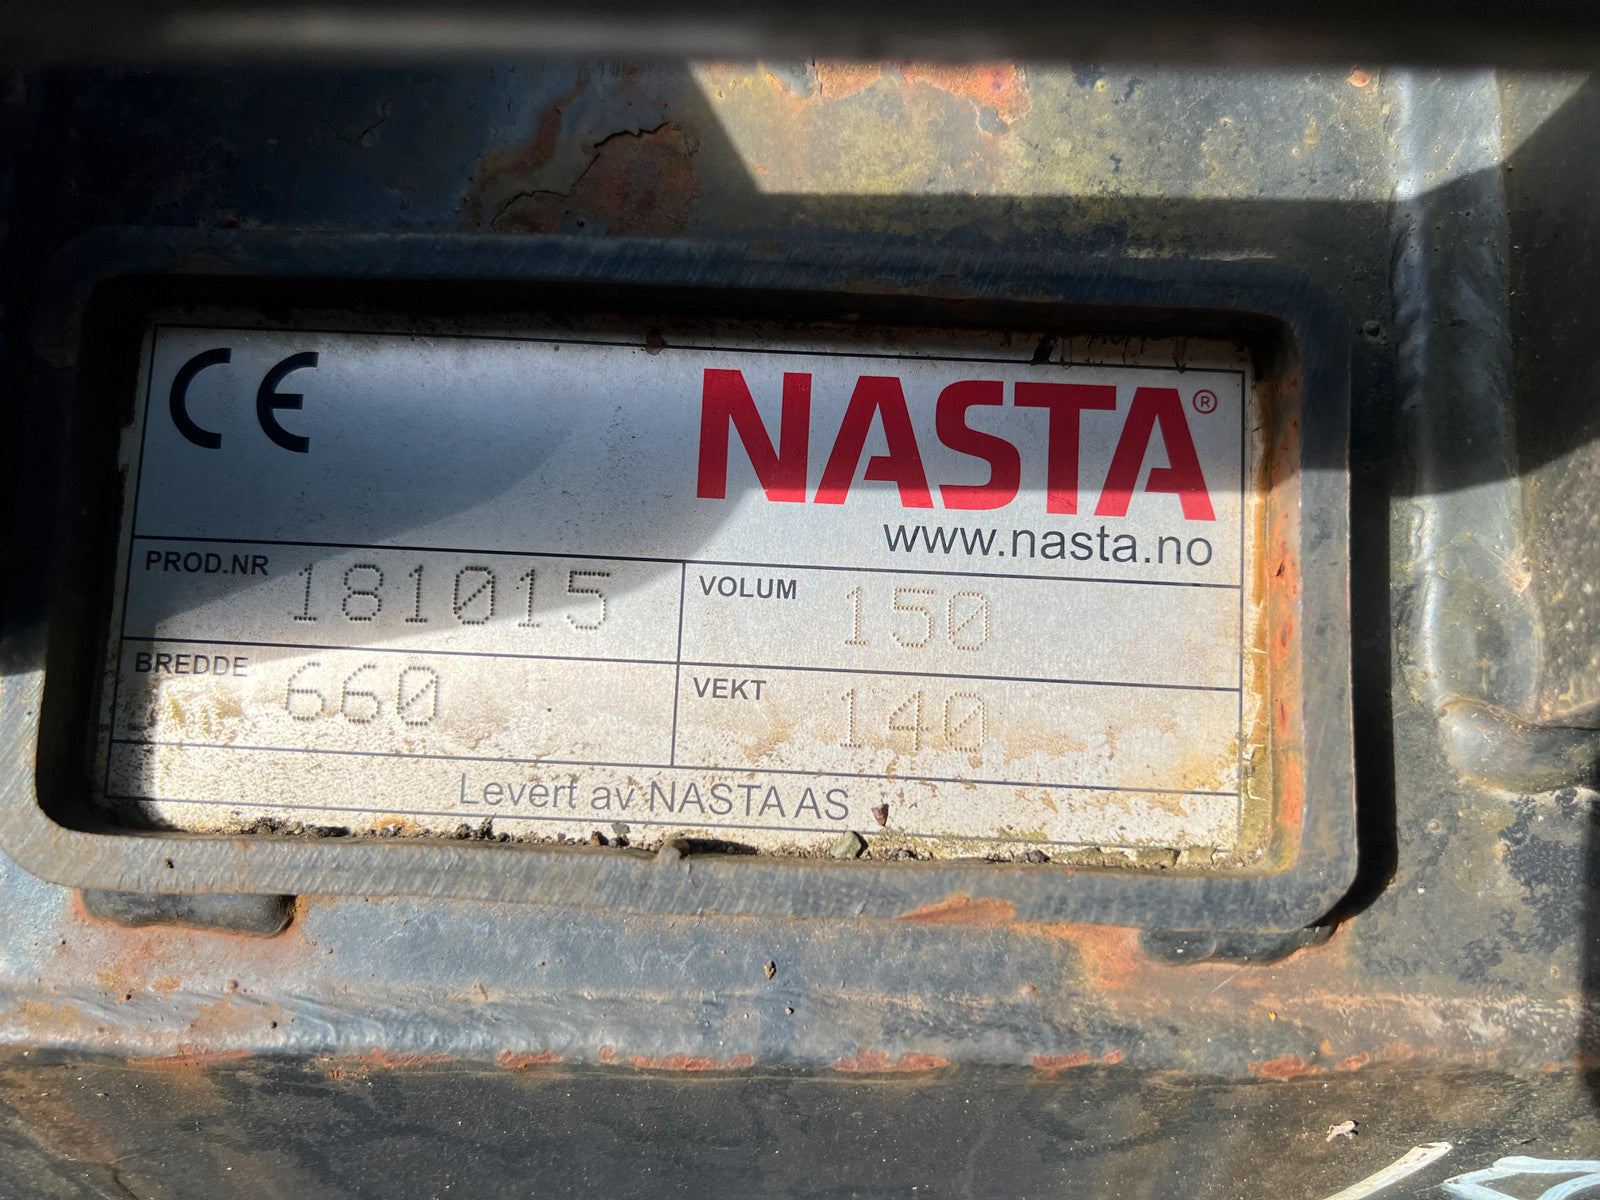 CE NASTA®
www.nasta.no
PROD.NR 181015 VOLUM 150
BREDDE 660 VEKT 140
Levert av NASTA AS